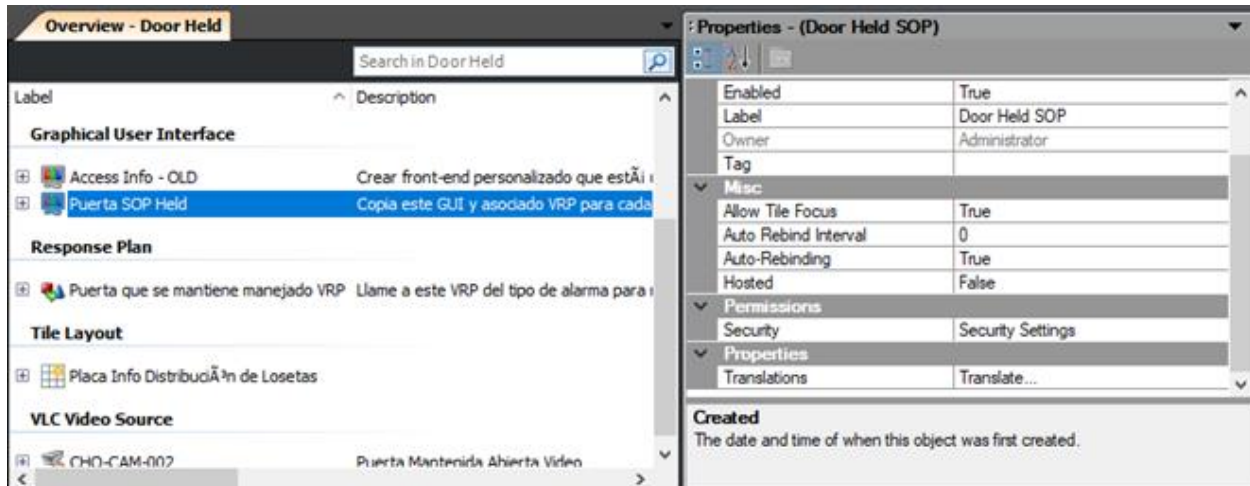 Overview - Door Held
Search in Door Held
Label
Description
Graphical User Interface
Access Info - OLD
Crear front-end personalizado que estÃ¡
Puerta SOP Held
Copia este GUI y asociado VRP para cada
Response Plan
Puerta que se mantiene manejado VRP
Llame a este VRP del tipo de alarma para
Tile Layout
Placa Info DistribuciÃ³n de Losetas
VLC Video Source
CHO-CAM-002
Puerta Mantenida Abierta Video
Properties - (Door Held SOP)
Enabled True
Label Door Held SOP
Owner Administrator
Tag
Misc
Allow Tile Focus True
Auto Rebind Interval 0
Auto-Rebinding True
Hosted False
Permissions
Security Security Settings
Properties
Translations Translate...
Created
The date and time of when this object was first created.